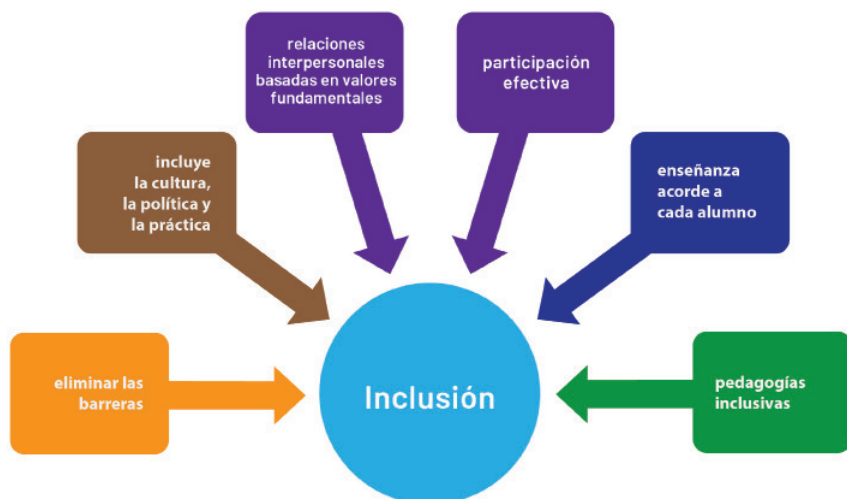 relaciones
interpersonales
basadas en valores
fundamentales
participación
efectiva
incluye
la cultura,
la política y
la práctica
enseñanza
acorde a
cada alumno
eliminar las
barreras
Inclusión
pedagogías
inclusivas